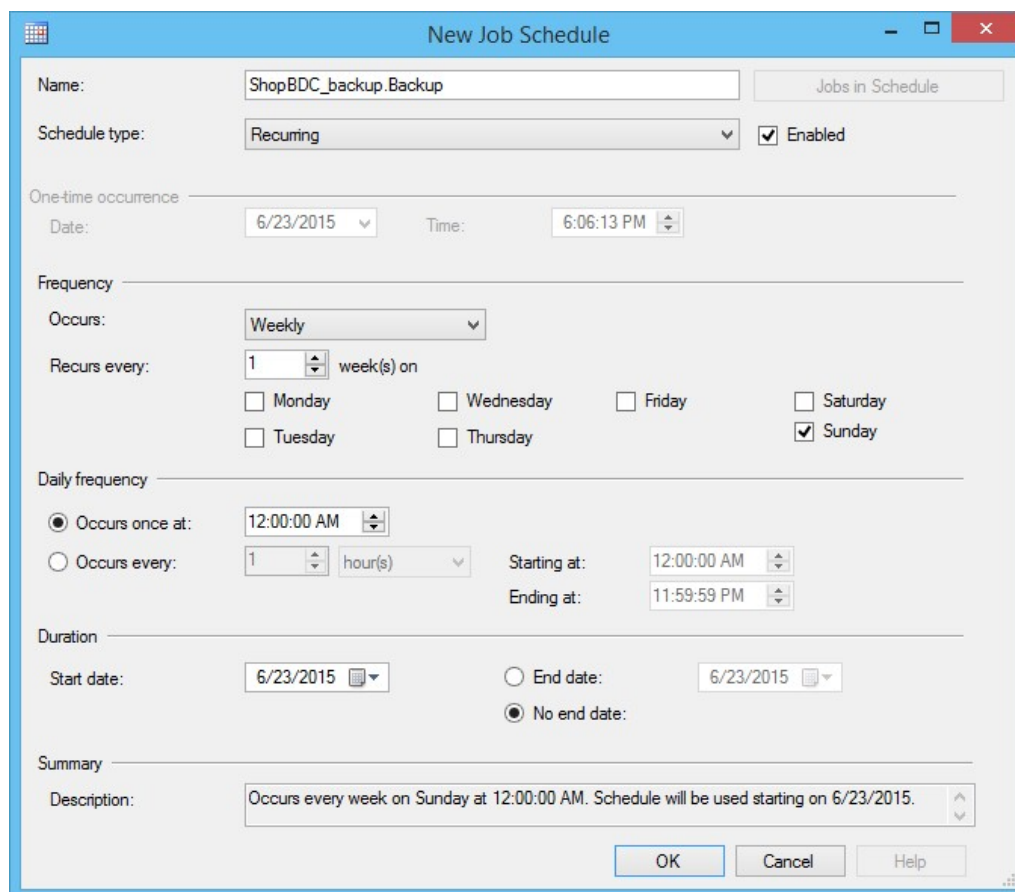 New Job Schedule
Name: ShopBDC_backup.Backup Jobs in Schedule
Schedule type: Recurring Enabled
One-time occurrence
Date: 6/23/2015 Time: 6:06:13 PM
Frequency
Occurs: Weekly
Recurs every: 1 week(s) on
Monday Wednesday Friday Saturday
Tuesday Thursday Sunday
Daily frequency
Occurs once at: 12:00:00 AM
Occurs every: 1 hour(s) Starting at: 12:00:00 AM
Ending at: 11:59:59 PM
Duration
Start date: 6/23/2015 End date: 6/23/2015
No end date:
Summary
Description: Occurs every week on Sunday at 12:00:00 AM. Schedule will be used starting on 6/23/2015.
OK Cancel Help